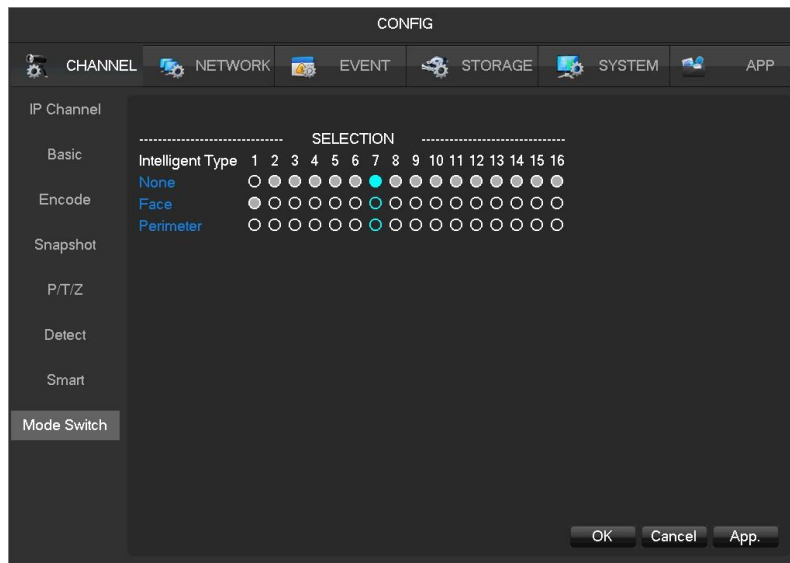 CONFIG
CHANNEL NETWORK EVENT STORAGE SYSTEM APP
IP Channel
Basic
Encode
Snapshot
P/T/Z
Detect
Smart
Mode Switch
--------------------------- SELECTION ---------------------------
Intelligent Type 1 2 3 4 5 6 7 8 9 10 11 12 13 14 15 16
None
Face
Perimeter
OK Cancel App.